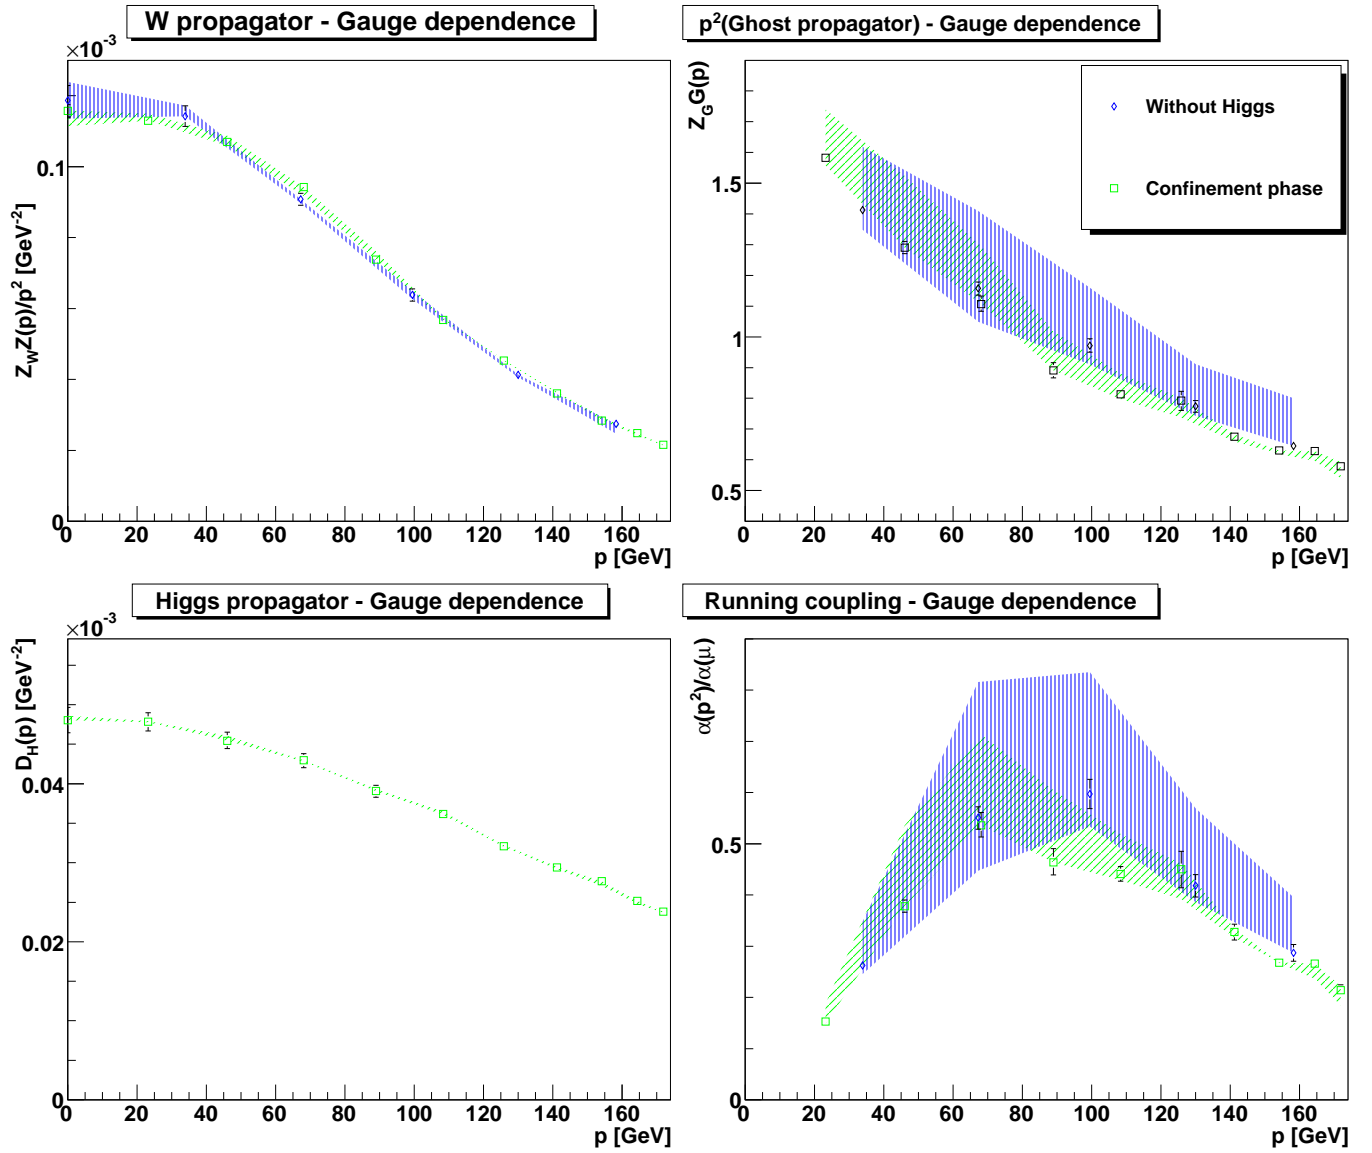 W propagator - Gauge dependence
×10⁻³
Z_W Z(p)/p² [GeV⁻²]
0.1
0
0 20 40 60 80 100 120 140 160
p [GeV]
p²(Ghost propagator) - Gauge dependence
Z_G G(p)
1.5
1
0.5
0 20 40 60 80 100 120 140 160
p [GeV]
Without Higgs
Confinement phase
Higgs propagator - Gauge dependence
×10⁻³
D_H(p) [GeV⁻²]
0.04
0.02
0
0 20 40 60 80 100 120 140 160
p [GeV]
Running coupling - Gauge dependence
α(p²)/α(μ)
0.5
0
0 20 40 60 80 100 120 140 160
p [GeV]